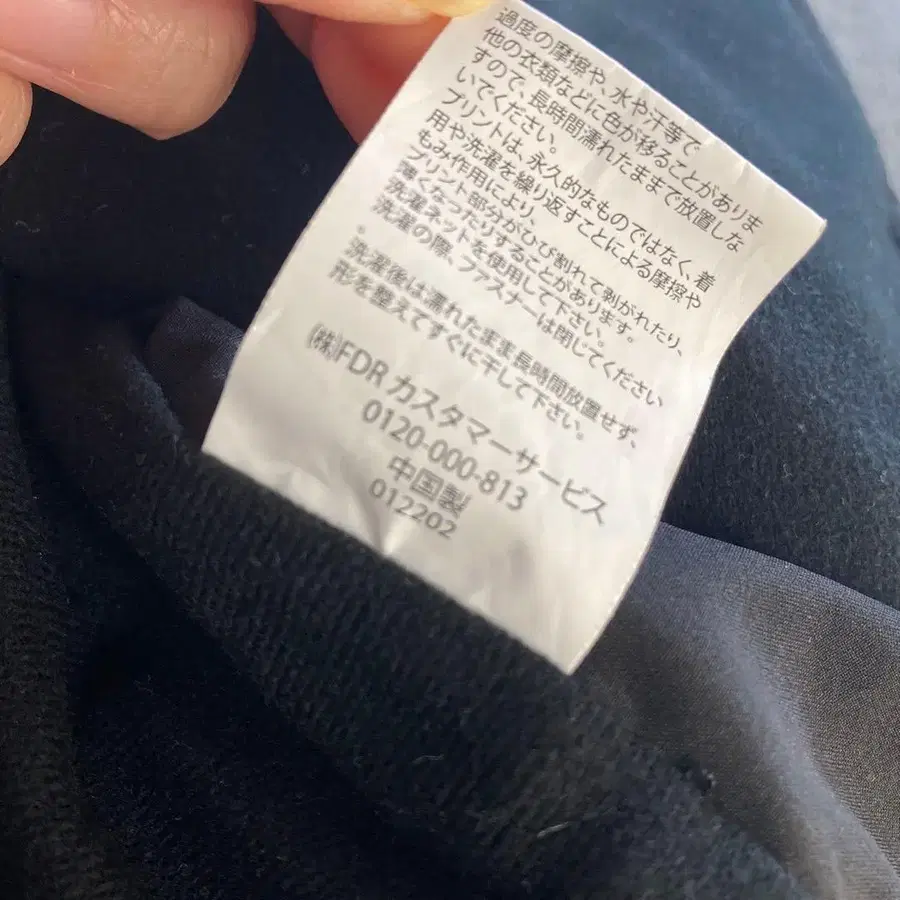 過度の摩擦や、水や汗等で
他の衣類などに色が移ることがありま
すので、長時間濡れたままで放置しな
いでください。
プリントは、永久的なものではなく、着
用や洗濯を繰り返すことによる摩擦や
もみ作用により、
プリント部分がひび割れて剥がれたり、
薄くなったりすることがあります。
洗濯ネットを使用して下さい。
洗濯の際、ファスナーは閉じてください
。
洗濯後は濡れたまま長時間放置せず、
形を整えてすぐに干して下さい。
(株)FDR カスタマーサービス
0120-000-813
中国製
012202